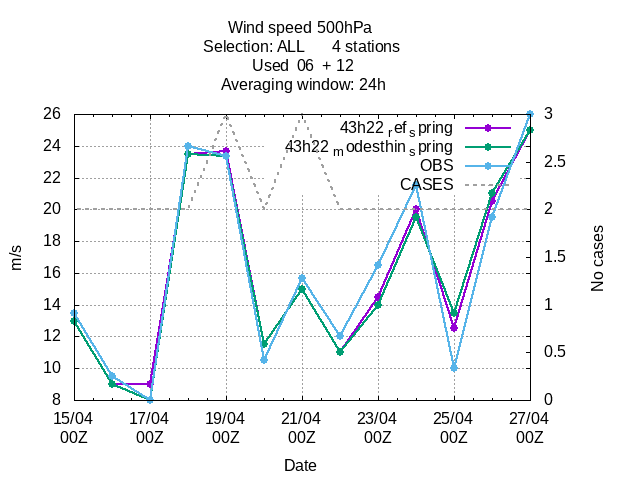 Wind speed 500hPa
Selection: ALL 4 stations
Used 06 + 12
Averaging window: 24h
26 3
43h22 refspring
24
43h22 modesthinspring
2.5
OBS
22
CASES
20 2
18
16 1.5
14 1
12
10 0.5
8 0
m/s
No cases
15/04 17/04 19/04 21/04 23/04 25/04 27/04
00Z 00Z 00Z 00Z 00Z 00Z 00Z
Date